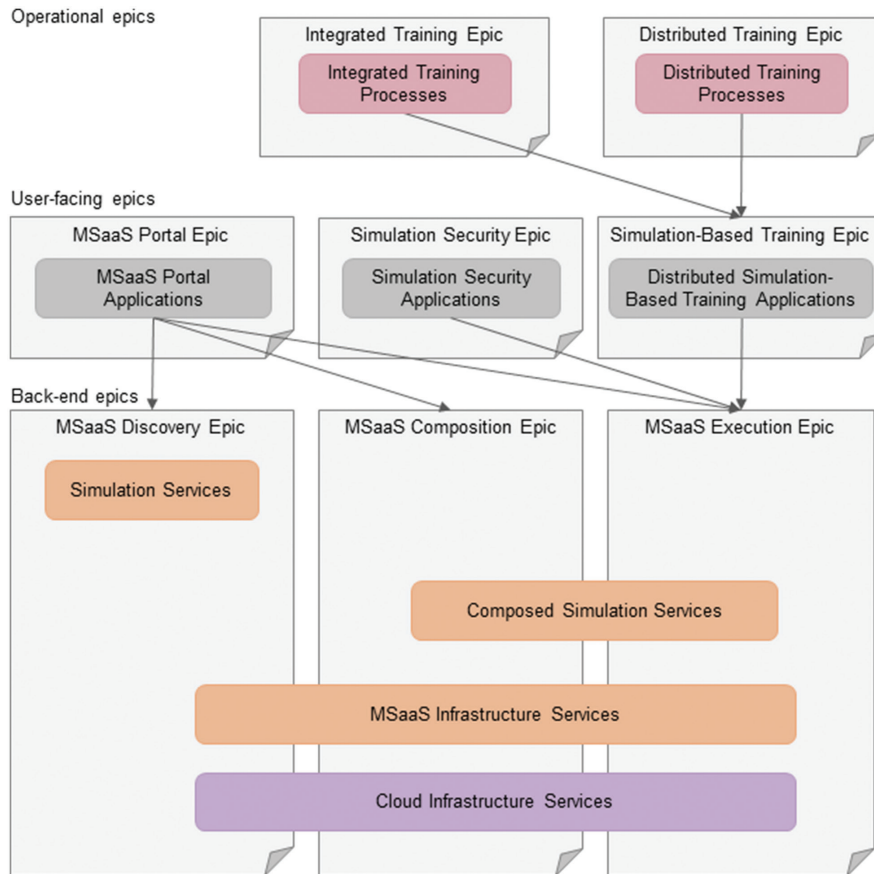 Operational epics
Integrated Training Epic
Integrated Training
Processes
Distributed Training Epic
Distributed Training
Processes
User-facing epics
MSaaS Portal Epic
MSaaS Portal
Applications
Simulation Security Epic
Simulation Security
Applications
Simulation-Based Training Epic
Distributed Simulation-
Based Training Applications
Back-end epics
MSaaS Discovery Epic
MSaaS Composition Epic
MSaaS Execution Epic
Simulation Services
Composed Simulation Services
MSaaS Infrastructure Services
Cloud Infrastructure Services